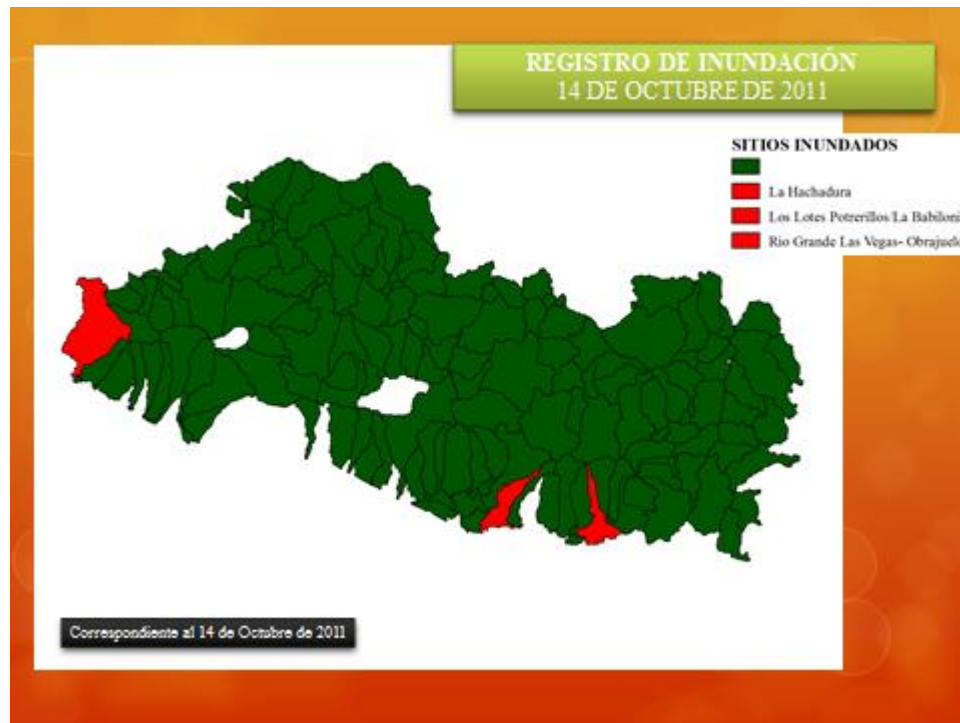 REGISTRO DE INUNDACIÓN
14 DE OCTUBRE DE 2011
SITIOS INUNDADOS
La Hachadura
Los Lotes Potrerillos/La Babiloni
Rio Grande Las Vegas- Obrajuelo
Correspondiente al 14 de Octubre de 2011